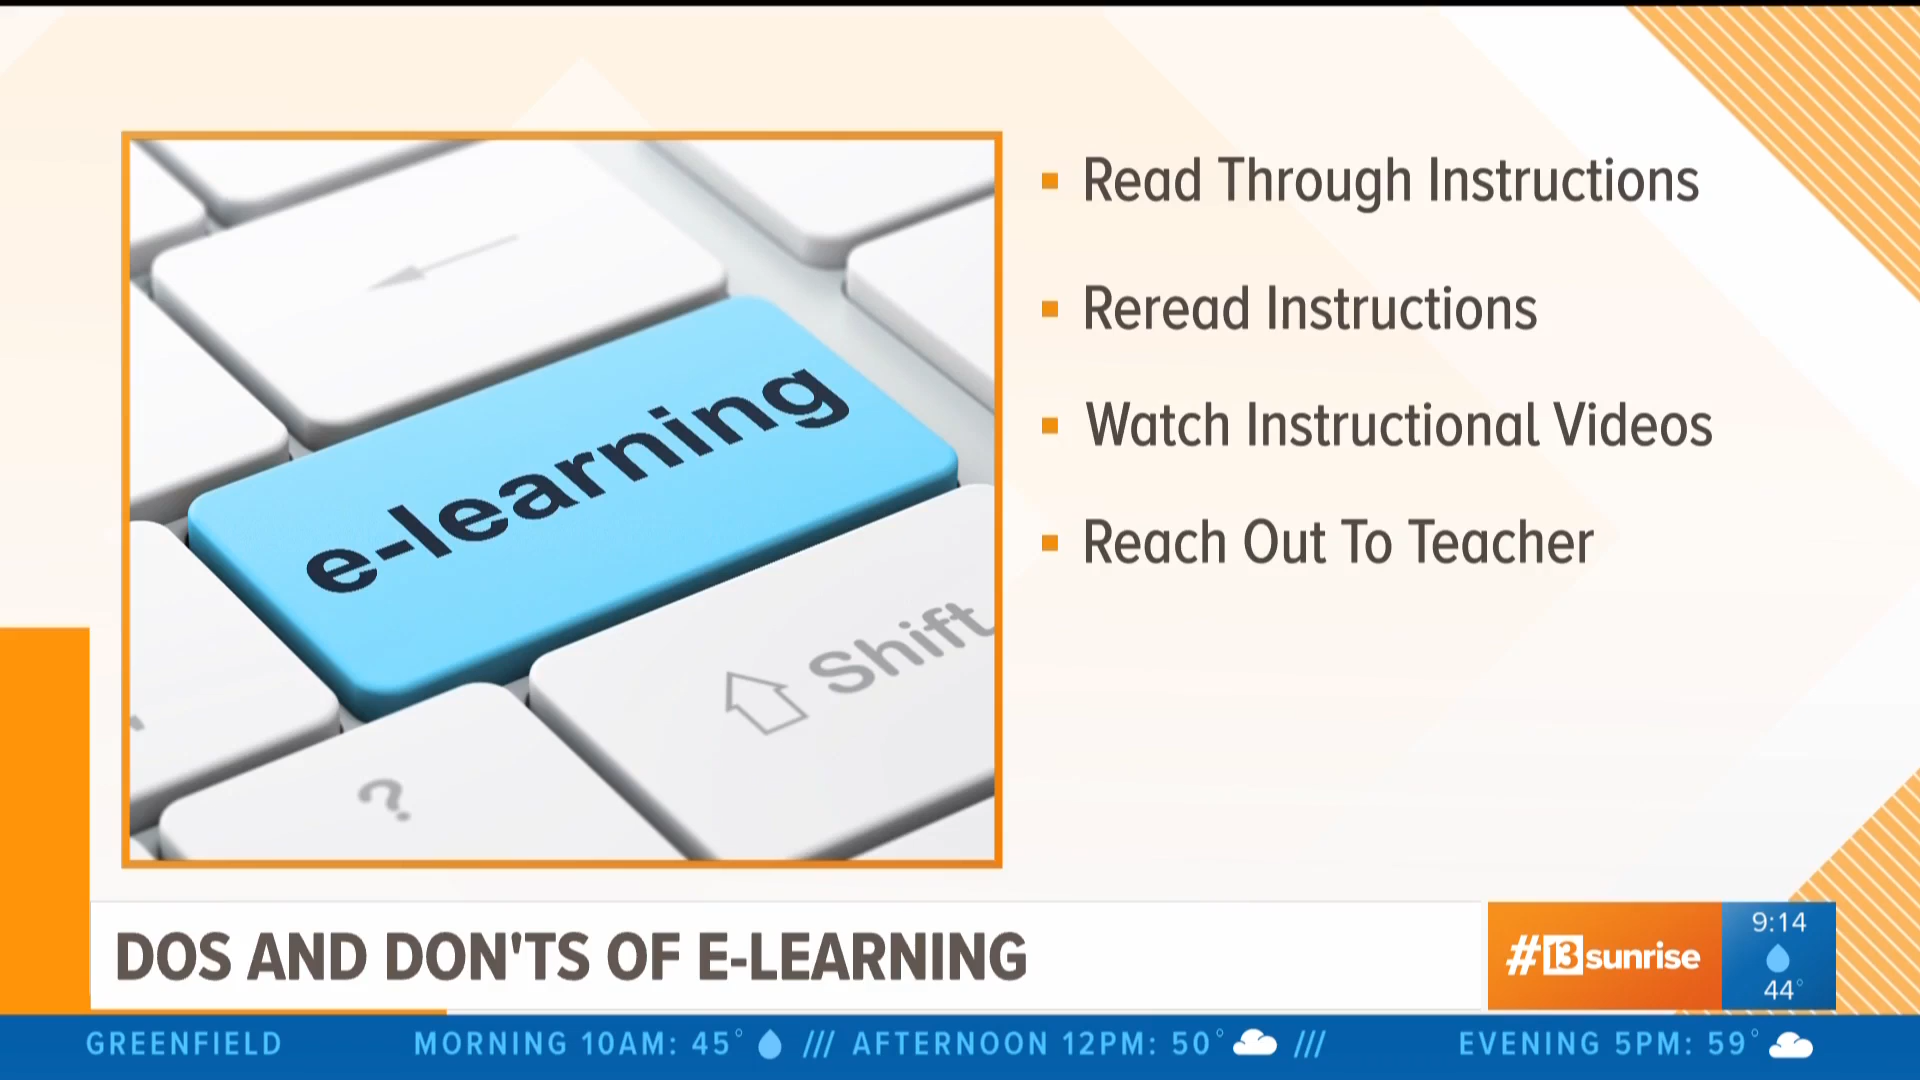 e-learning
Shift
?
Read Through Instructions
Reread Instructions
Watch Instructional Videos
Reach Out To Teacher
DOS AND DON'TS OF E-LEARNING
#13sunrise
9:14
44°
GREENFIELD MORNING 10AM: 45° /// AFTERNOON 12PM: 50° /// EVENING 5PM: 59°